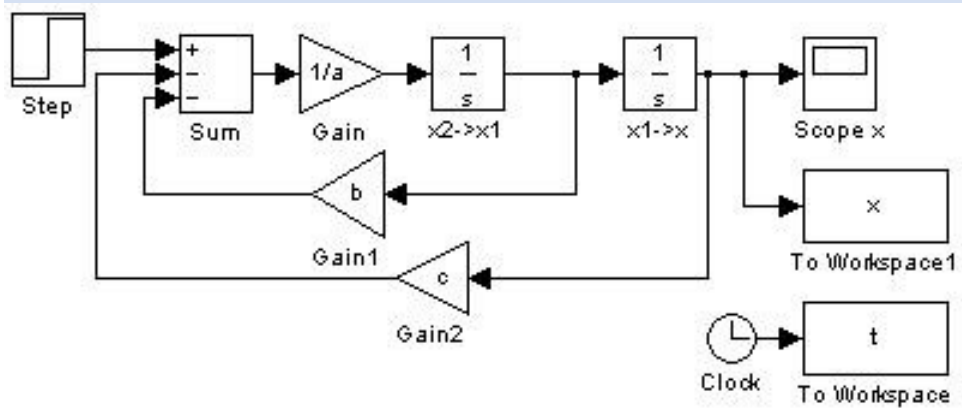 Step
+
−
−
Sum
1/a
Gain
1
s
x2->x1
1
s
x1->x
Scope x
b
Gain1
c
Gain2
x
To Workspace1
Clock
t
To Workspace